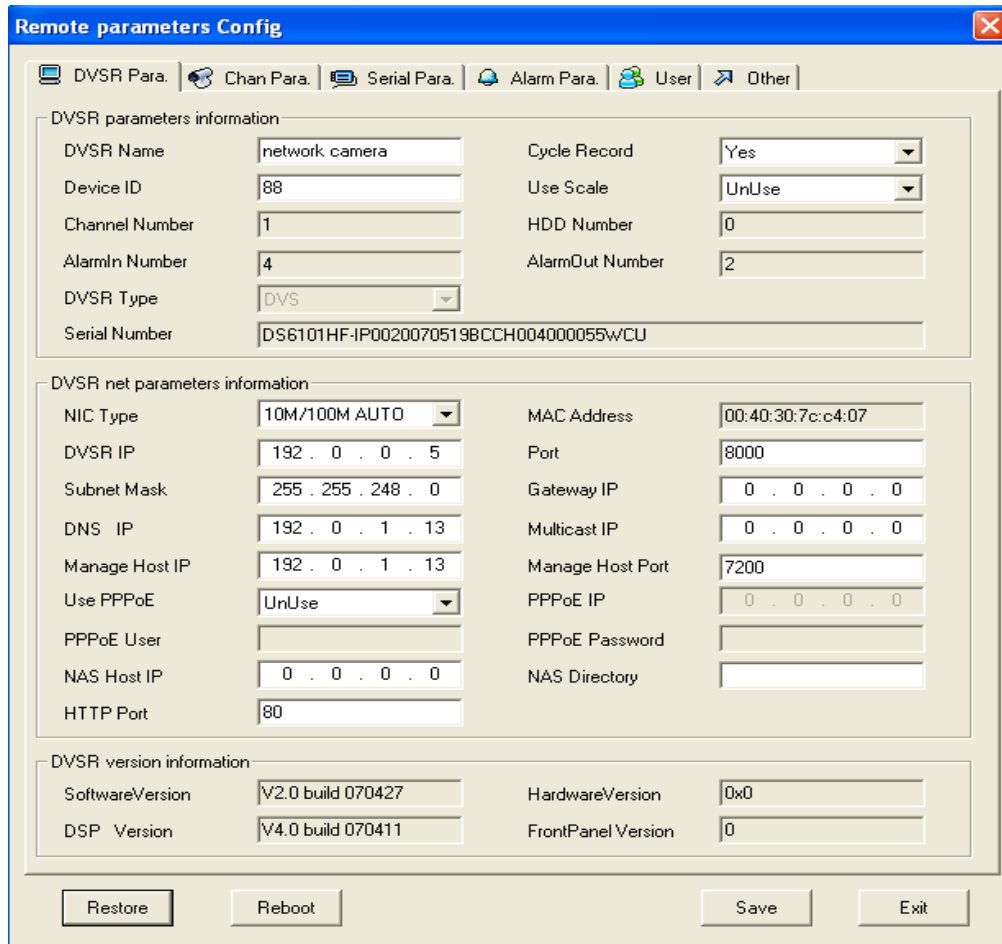 Remote parameters Config
DVSR Para. Chan Para. Serial Para. Alarm Para. User Other
DVSR parameters information
DVSR Name network camera Cycle Record Yes
Device ID 88 Use Scale UnUse
Channel Number 1 HDD Number 0
AlarmIn Number 4 AlarmOut Number 2
DVSR Type DVS
Serial Number DS6101HF-IP0020070519BCCH004000055WCU
DVSR net parameters information
NIC Type 10M/100M AUTO MAC Address 00:40:30:7c:c4:07
DVSR IP 192 . 0 . 0 . 5 Port 8000
Subnet Mask 255 . 255 . 248 . 0 Gateway IP 0 . 0 . 0 . 0
DNS IP 192 . 0 . 1 . 13 Multicast IP 0 . 0 . 0 . 0
Manage Host IP 192 . 0 . 1 . 13 Manage Host Port 7200
Use PPPoE UnUse PPPoE IP 0 . 0 . 0 . 0
PPPoE User PPPoE Password
NAS Host IP 0 . 0 . 0 . 0 NAS Directory
HTTP Port 80
DVSR version information
SoftwareVersion V2.0 build 070427 HardwareVersion 0x0
DSP Version V4.0 build 070411 FrontPanel Version 0
Restore Reboot Save Exit